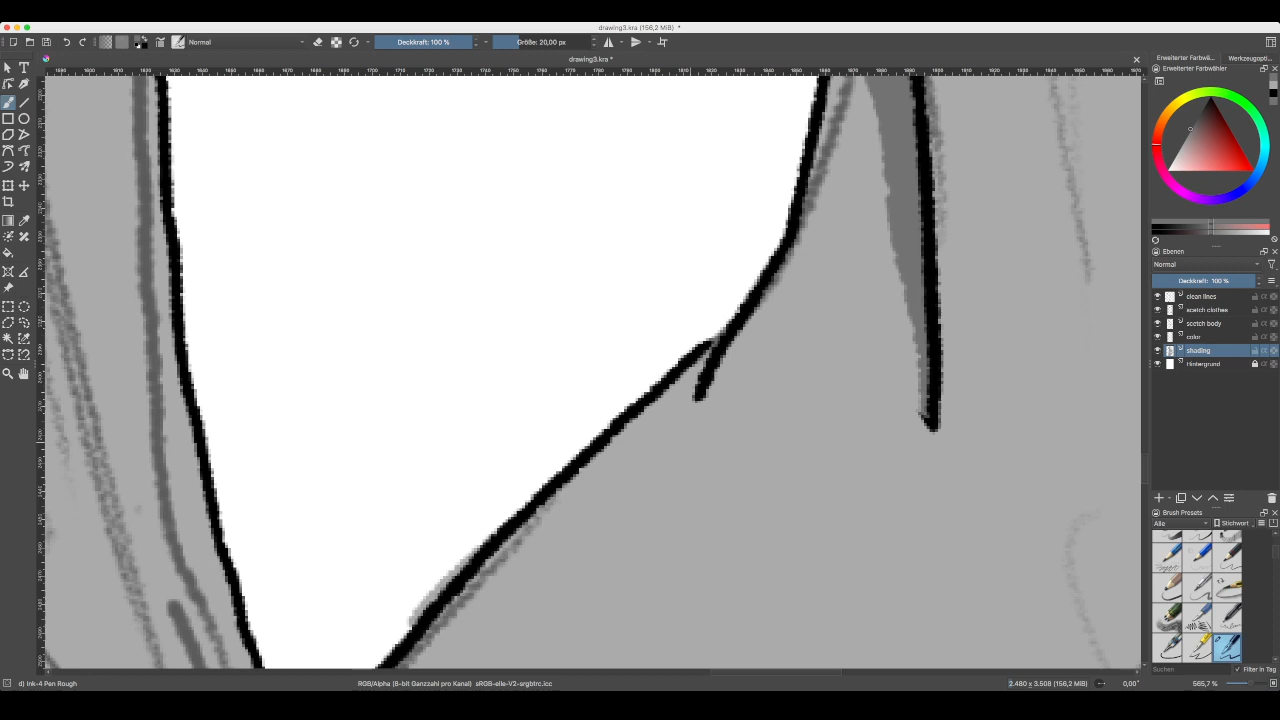 drawing3.kra (156,2 MiB) *
Normal
Deckkraft: 100 %
Größe: 20,00 px
drawing3.kra *
Erweiterter Farbwä...
Werkzeugopti...
Erweiterter Farbwähler
Ebenen
Normal
Deckkraft: 100 %
clean lines
scetch clothes
scetch body
color
shading
Hintergrund
Brush Presets
Alle
Stichwort
Suchen
Filter in Tag
d) Ink-4 Pen Rough
RGB/Alpha (8-bit Ganzzahl pro Kanal) sRGB-elle-V2-srgbtrc.icc
2.480 x 3.508 (156,2 MiB)
0,00°
565,7 %